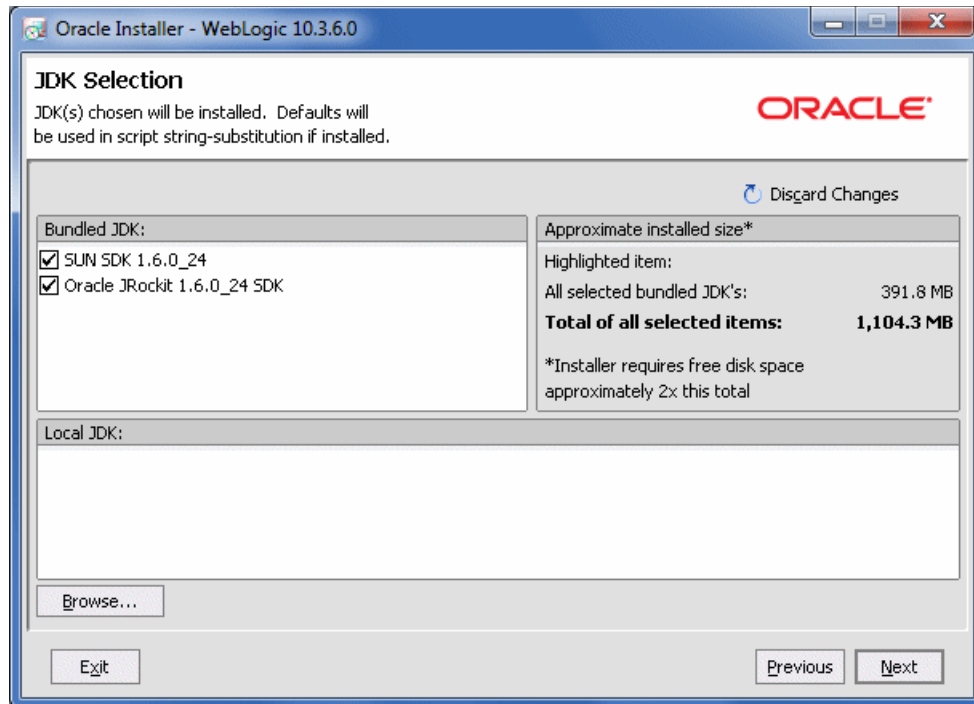 Oracle Installer - WebLogic 10.3.6.0
JDK Selection
JDK(s) chosen will be installed. Defaults will
be used in script string-substitution if installed.
ORACLE
Discard Changes
Bundled JDK:
SUN SDK 1.6.0_24
Oracle JRockit 1.6.0_24 SDK
Approximate installed size*
Highlighted item:
All selected bundled JDK's: 391.8 MB
Total of all selected items: 1,104.3 MB
*Installer requires free disk space
approximately 2x this total
Local JDK:
Browse...
Exit
Previous
Next